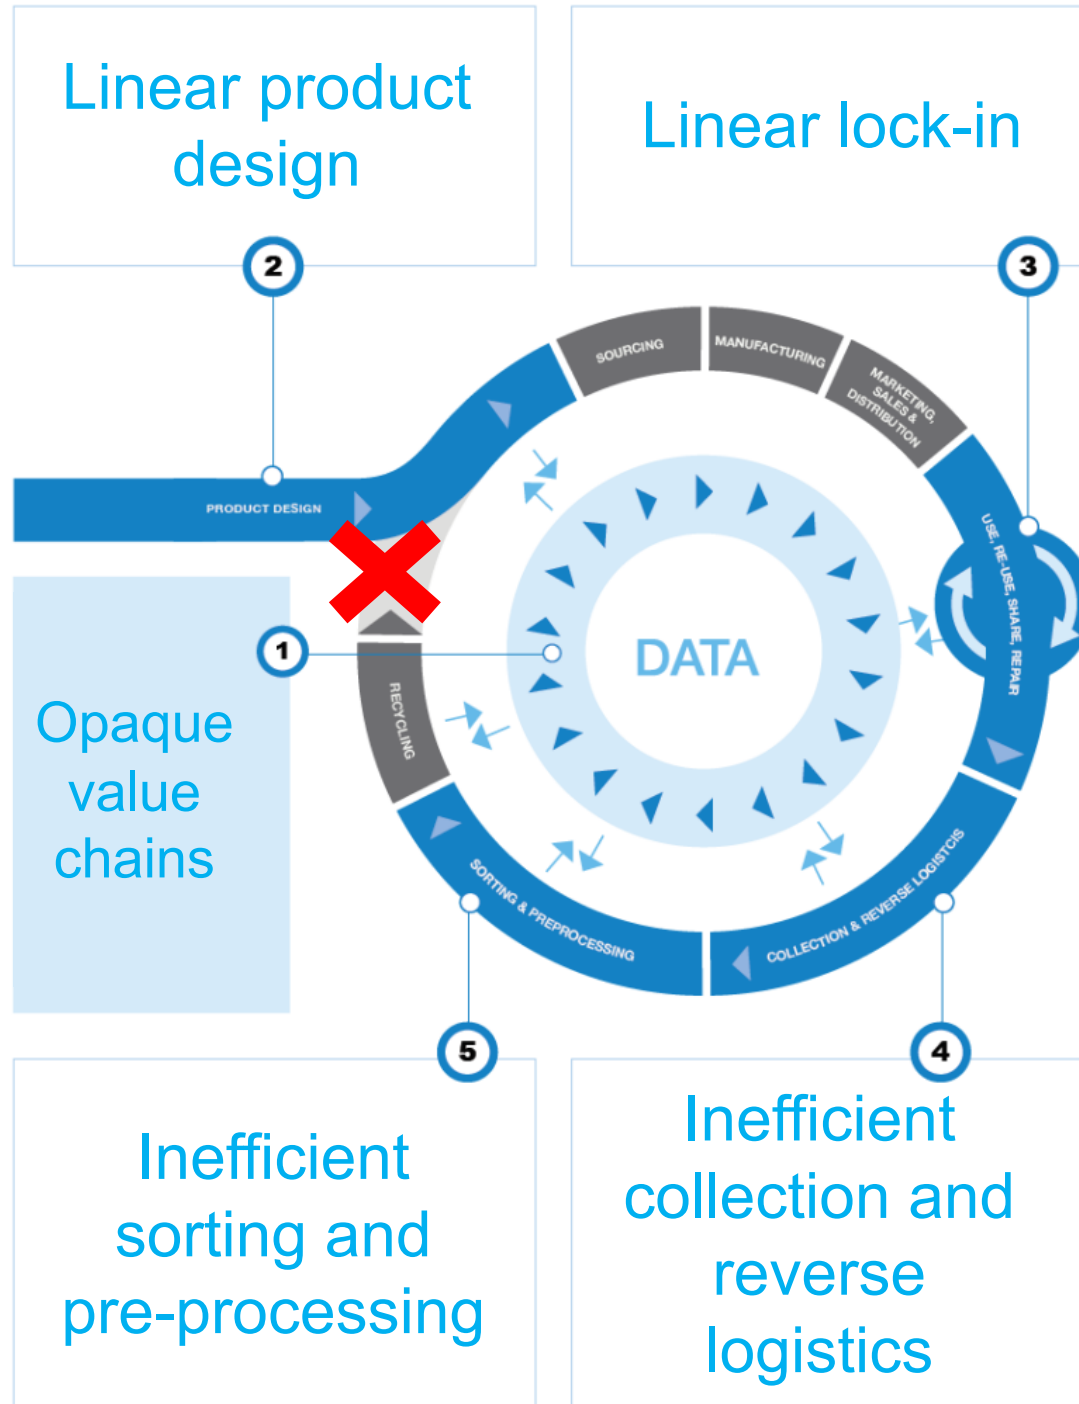 Linear product
design
Linear lock-in
2
3
SOURCING
MANUFACTURING
MARKETING,
SALES &
DISTRIBUTION
PRODUCT DESIGN
USE, RE-USE, SHARE, REPAIR
1
DATA
RECYCLING
Opaque
value
chains
SORTING & PREPROCESSING
COLLECTION & REVERSE LOGISTCIS
5
4
Inefficient
sorting and
pre-processing
Inefficient
collection and
reverse
logistics